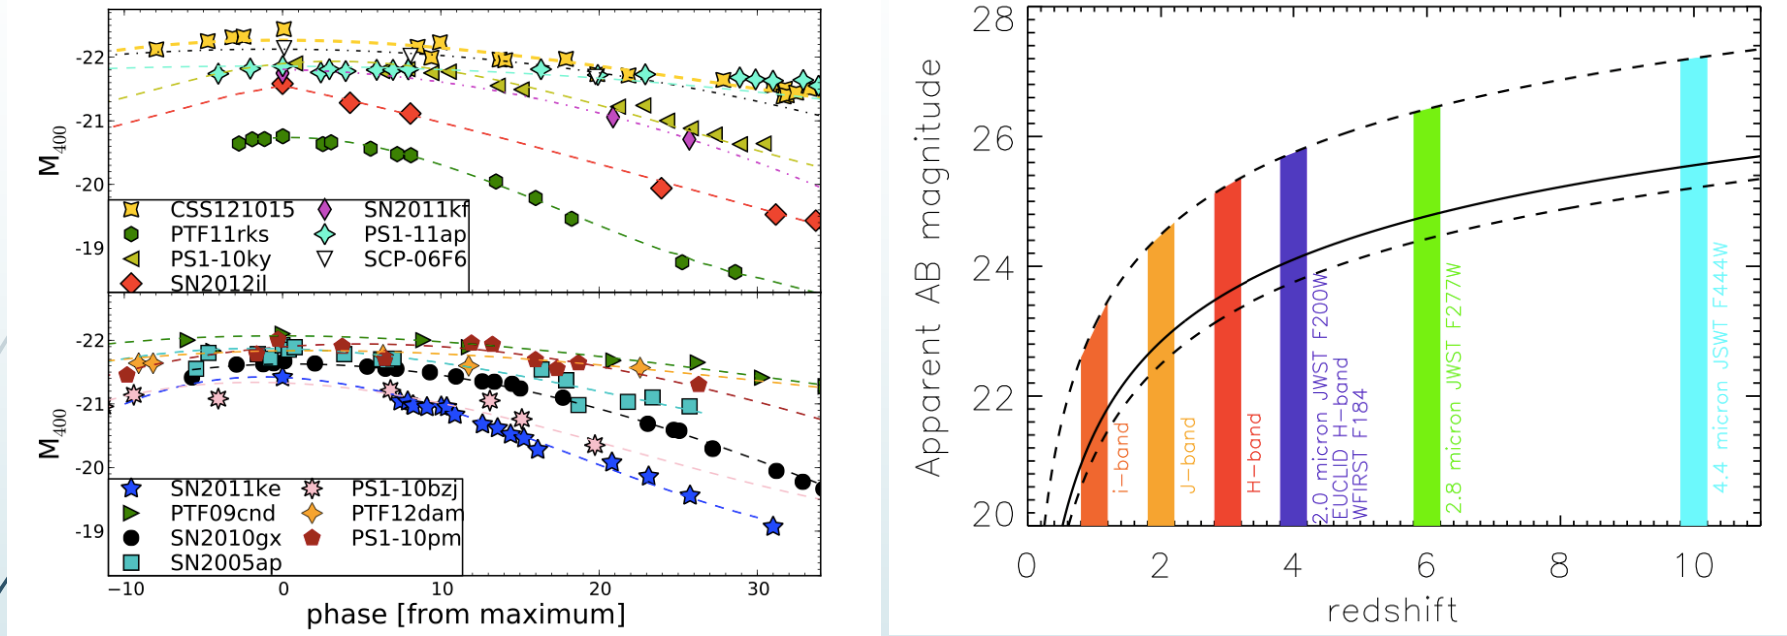 -22
-21
-20
-19
M400
CSS121015
PTF11rks
PS1-10ky
SN2012il
SN2011kf
PS1-11ap
SCP-06F6
-22
-21
-20
-19
M400
SN2011ke
PTF09cnd
SN2010gx
SN2005ap
PS1-10bzj
PTF12dam
PS1-10pm
−10 0 10 20 30
phase [from maximum]
28
26
24
22
20
Apparent AB magnitude
i-band
J-band
H-band
2.0 micron JWST F200W
EUCLID H-band
WFIRST F184
2.8 micron JWST F277W
4.4 micron JSWT F444W
0 2 4 6 8 10
redshift